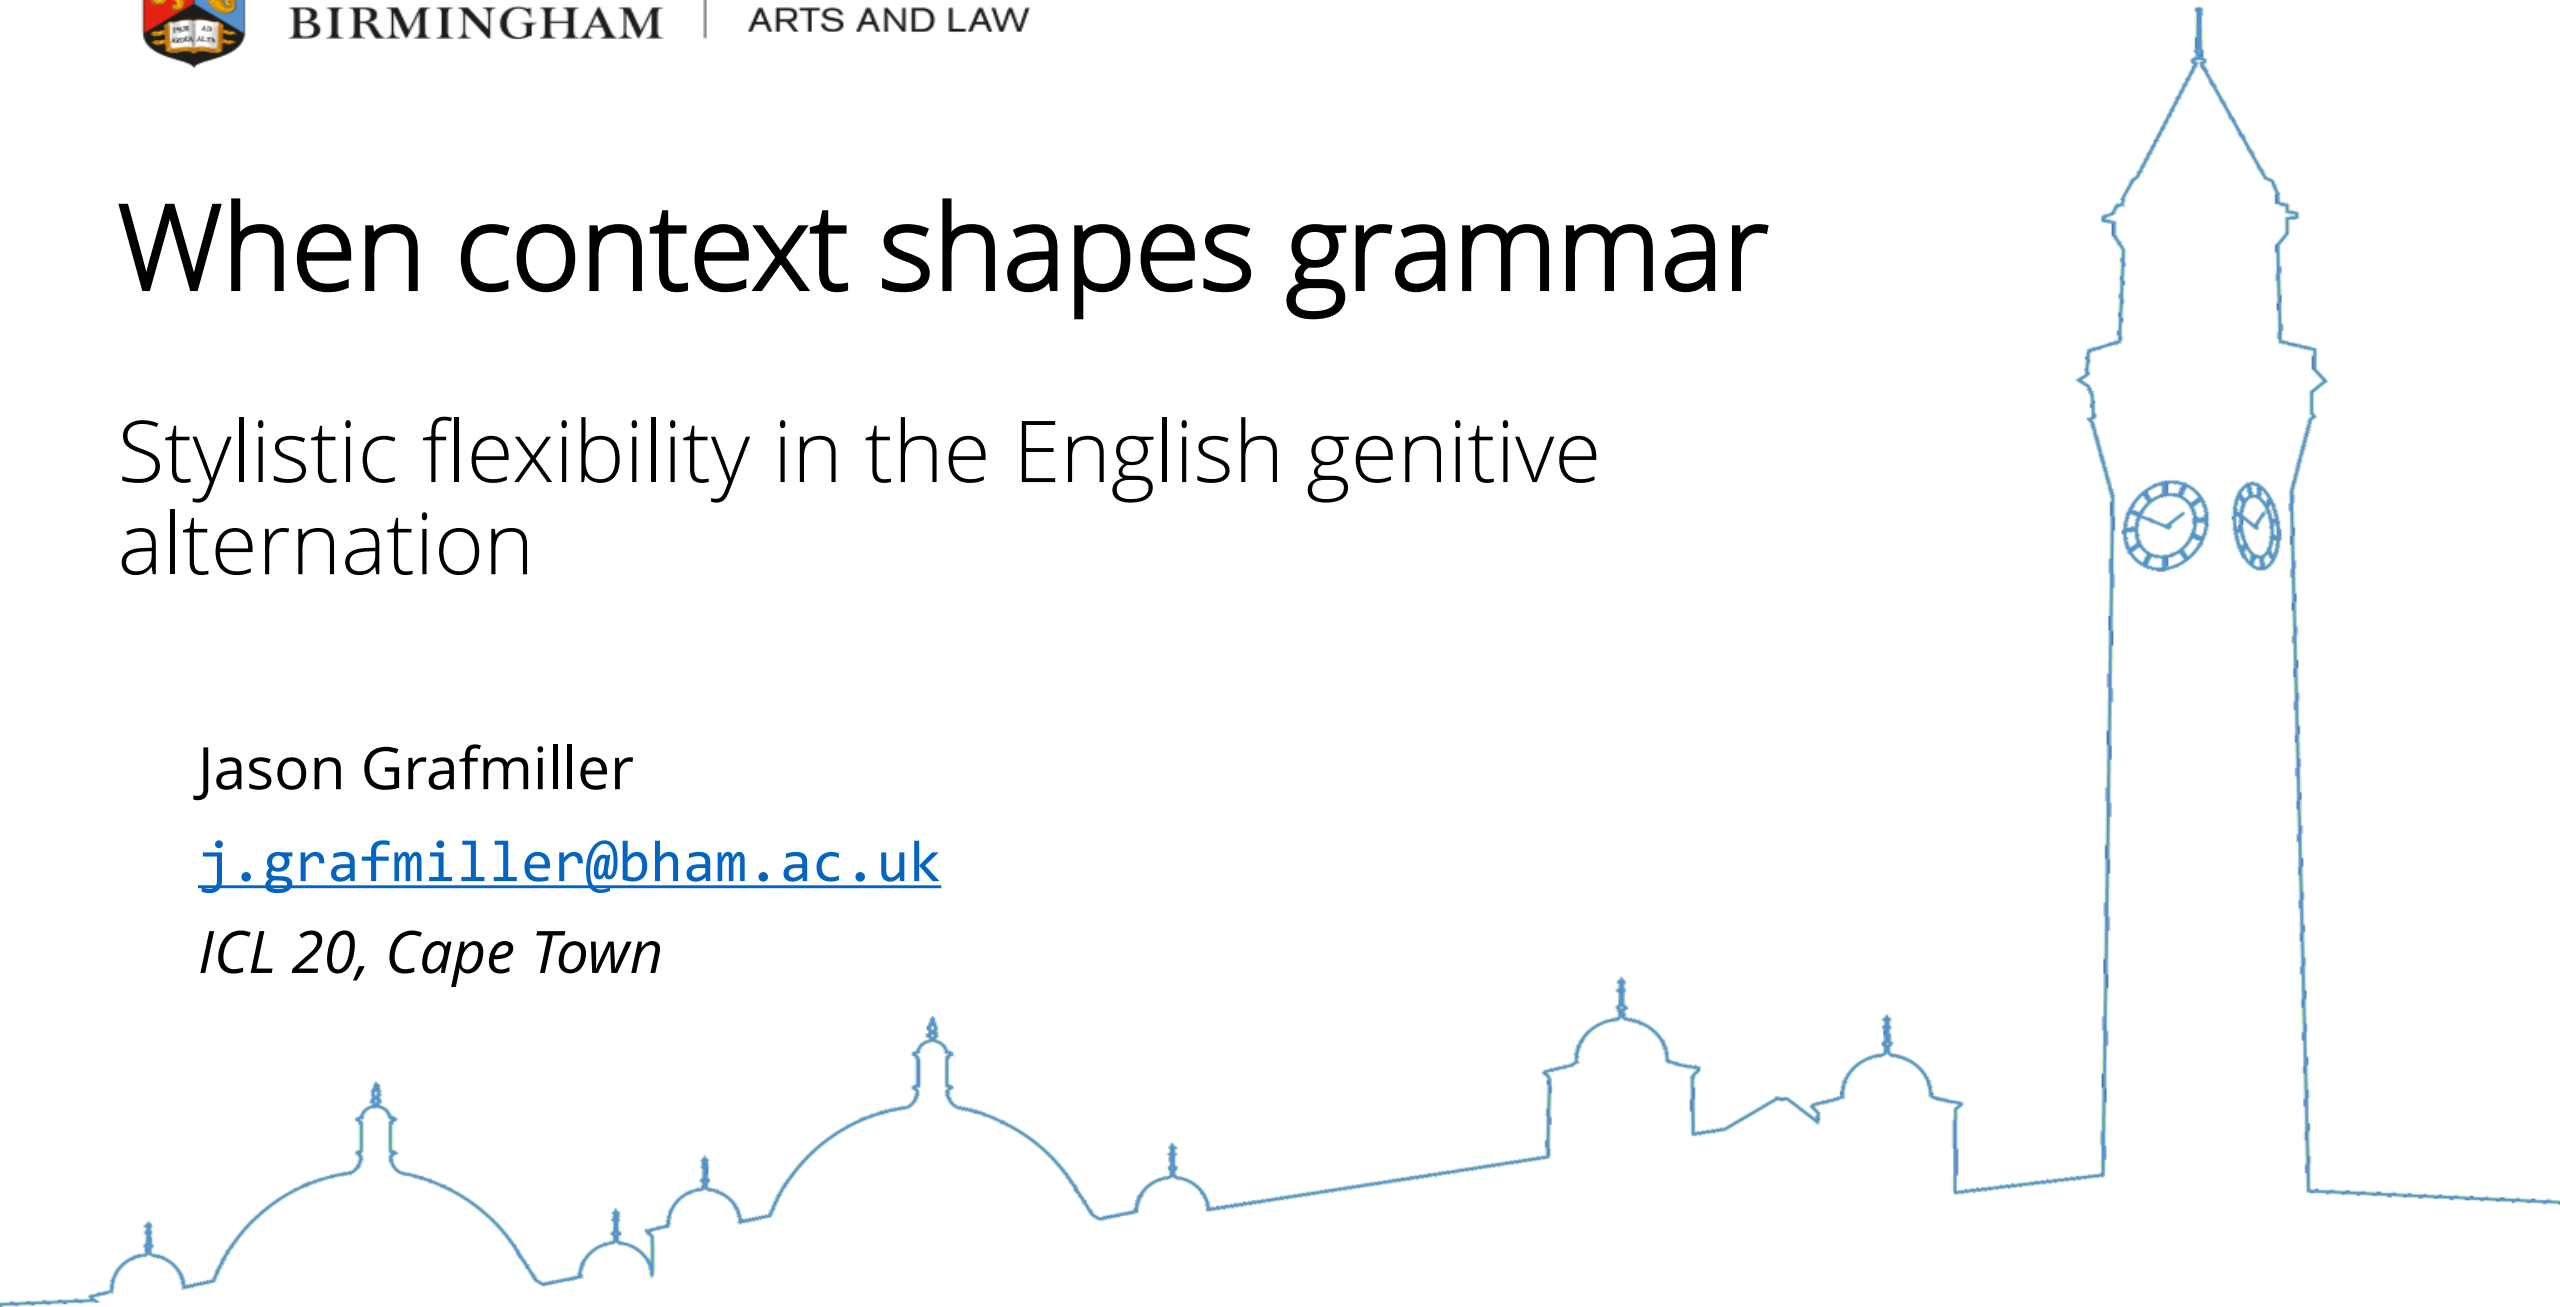 BIRMINGHAM | ARTS AND LAW
When context shapes grammar
Stylistic flexibility in the English genitive
alternation
Jason Grafmiller
j.grafmiller@bham.ac.uk
ICL 20, Cape Town